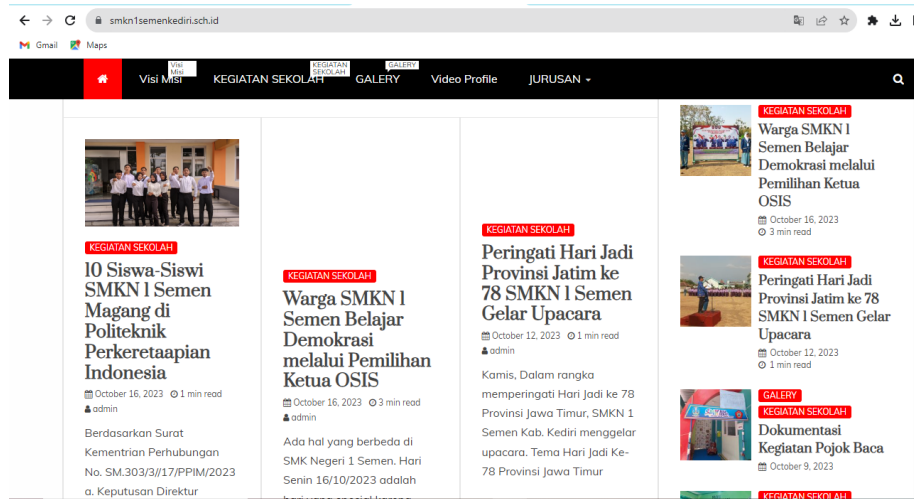 smkn1semenkediri.sch.id
Gmail
Maps
Visi Misi
Visi
Misi
KEGIATAN SEKOLAH
KEGIATAN
SEKOLAH
GALERY
GALERY
Video Profile
JURUSAN
KEGIATAN SEKOLAH
10 Siswa-Siswi
SMKN 1 Semen
Magang di
Politeknik
Perkeretaapian
Indonesia
October 16, 2023 1 min read
admin
Berdasarkan Surat
Kementrian Perhubungan
No. SM.303/3//17/PPIM/2023
a. Keputusan Direktur
KEGIATAN SEKOLAH
Warga SMKN 1
Semen Belajar
Demokrasi
melalui Pemilihan
Ketua OSIS
October 16, 2023 3 min read
admin
Ada hal yang berbeda di
SMK Negeri 1 Semen. Hari
Senin 16/10/2023 adalah
hari yang spesial karena
KEGIATAN SEKOLAH
Peringati Hari Jadi
Provinsi Jatim ke
78 SMKN 1 Semen
Gelar Upacara
October 12, 2023 1 min read
admin
Kamis, Dalam rangka
memperingati Hari Jadi ke 78
Provinsi Jawa Timur, SMKN 1
Semen Kab. Kediri menggelar
upacara. Tema Hari Jadi Ke-
78 Provinsi Jawa Timur
KEGIATAN SEKOLAH
Warga SMKN 1
Semen Belajar
Demokrasi melalui
Pemilihan Ketua
OSIS
October 16, 2023
3 min read
KEGIATAN SEKOLAH
Peringati Hari Jadi
Provinsi Jatim ke 78
SMKN 1 Semen Gelar
Upacara
October 12, 2023
1 min read
GALERY
KEGIATAN SEKOLAH
Dokumentasi
Kegiatan Pojok Baca
October 9, 2023
KEGIATAN SEKOLAH